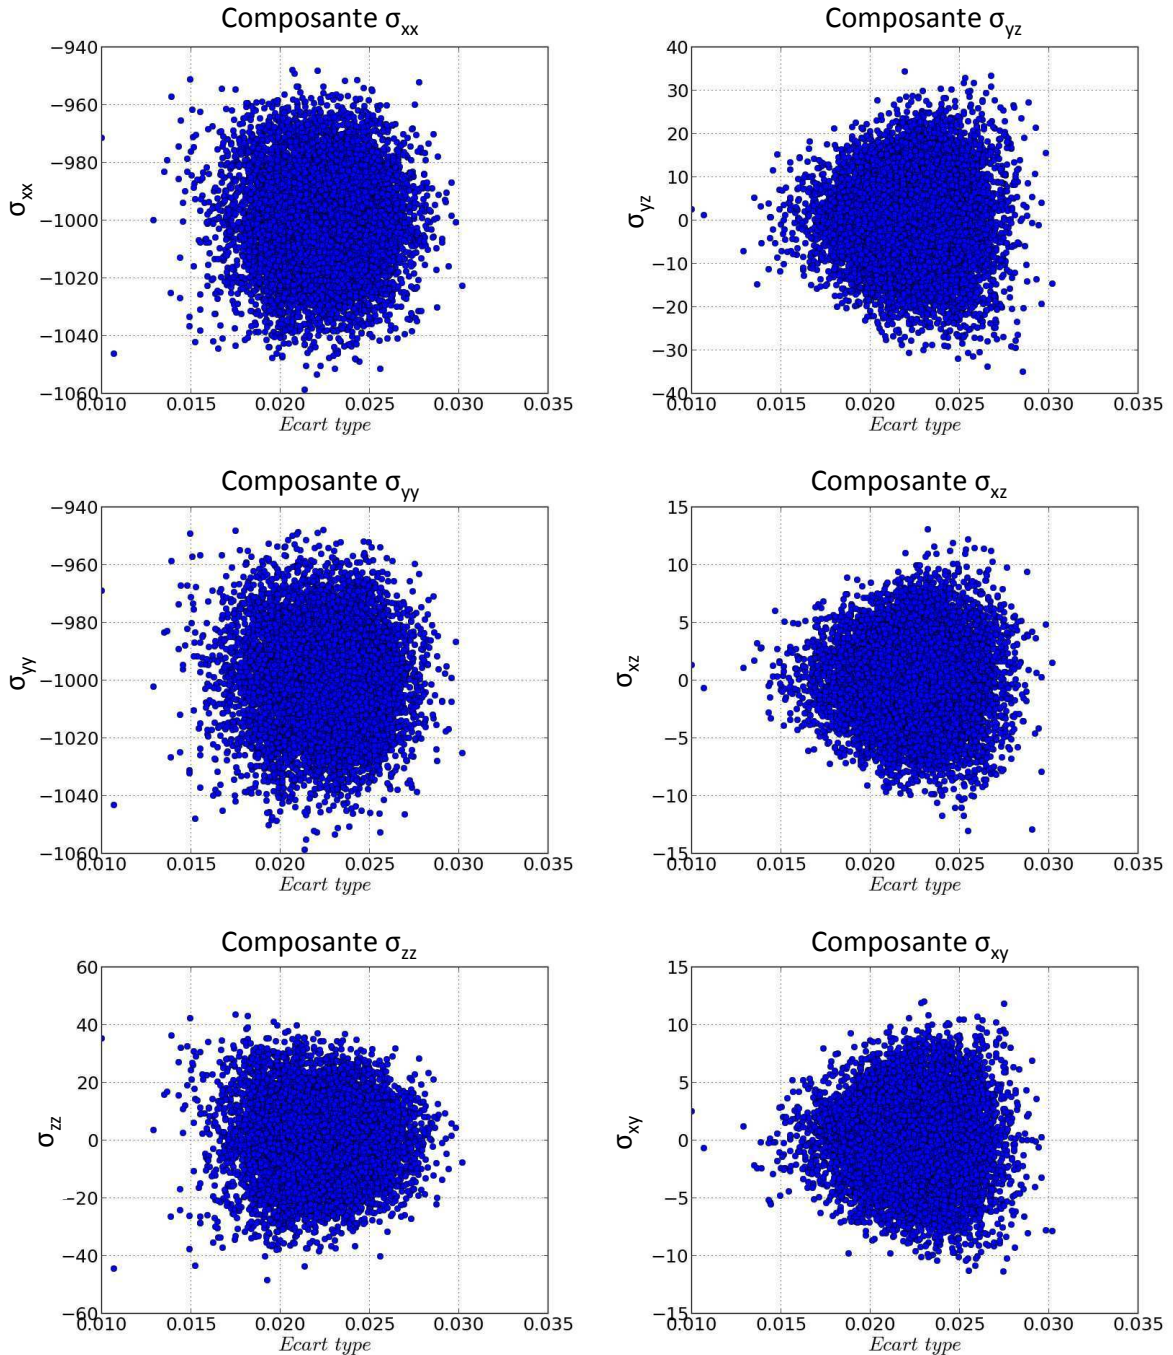 Composante σxx
−940
−960
−980
−1000
−1020
−1040
−1060
σxx
0.010 0.015 0.020 0.025 0.030 0.035
Ecart type
Composante σyz
40
30
20
10
0
−10
−20
−30
−40
σyz
0.010 0.015 0.020 0.025 0.030 0.035
Ecart type
Composante σyy
−940
−960
−980
−1000
−1020
−1040
−1060
σyy
0.010 0.015 0.020 0.025 0.030 0.035
Ecart type
Composante σxz
15
10
5
0
−5
−10
−15
σxz
0.010 0.015 0.020 0.025 0.030 0.035
Ecart type
Composante σzz
60
40
20
0
−20
−40
−60
σzz
0.010 0.015 0.020 0.025 0.030 0.035
Ecart type
Composante σxy
15
10
5
0
−5
−10
−15
σxy
0.010 0.015 0.020 0.025 0.030 0.035
Ecart type